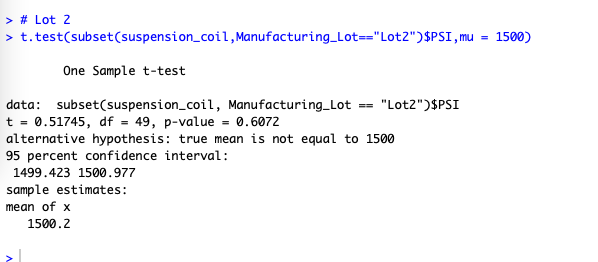 > # Lot 2
> t.test(subset(suspension_coil,Manufacturing_Lot=="Lot2")$PSI,mu = 1500)
One Sample t-test
data:  subset(suspension_coil, Manufacturing_Lot == "Lot2")$PSI
t = 0.51745, df = 49, p-value = 0.6072
alternative hypothesis: true mean is not equal to 1500
95 percent confidence interval:
1499.423 1500.977
sample estimates:
mean of x
1500.2
>